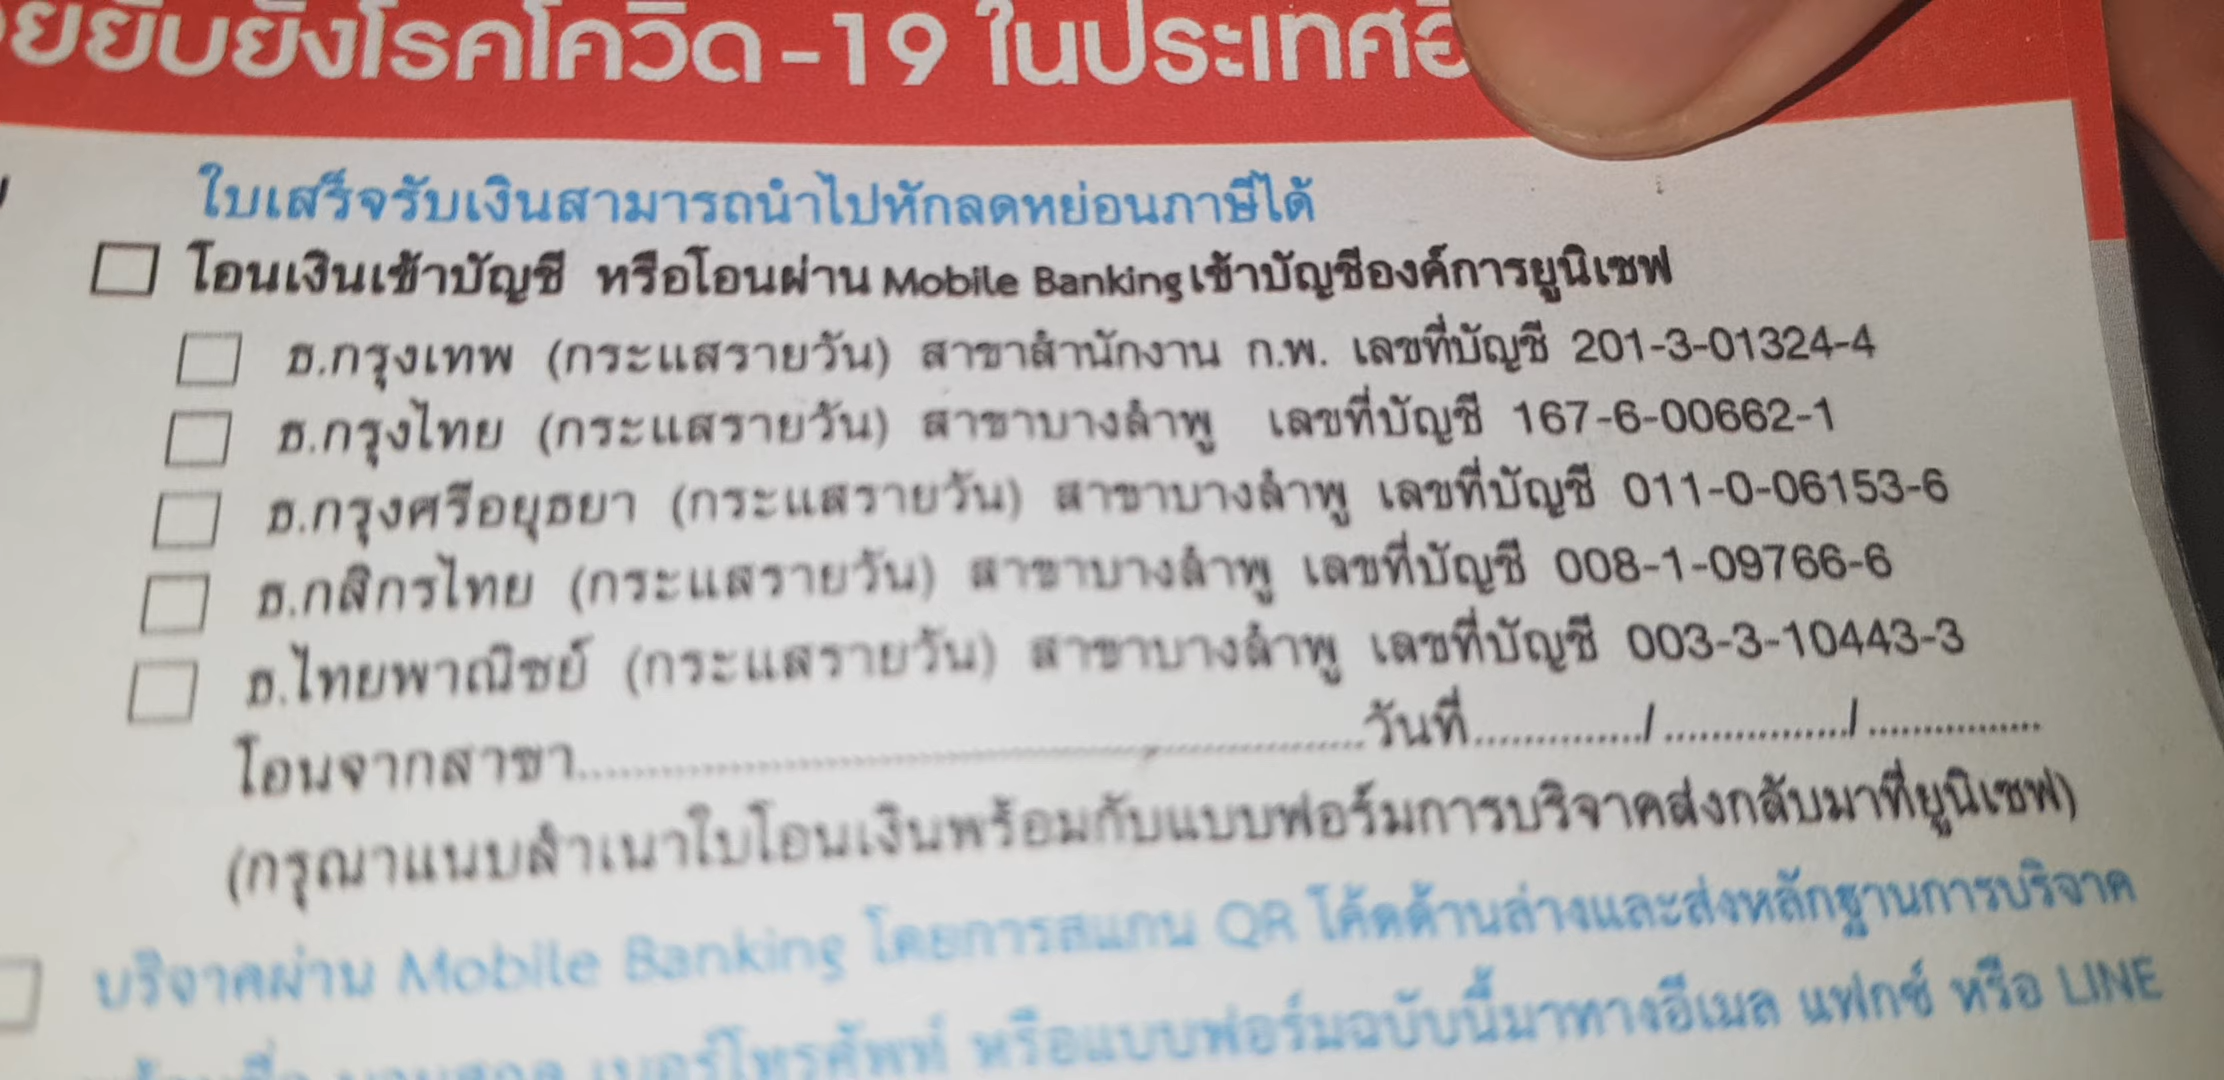 ยับยั้งโรคโควิด-19 ในประเทศ
ใบเสร็จรับเงินสามารถนำไปหักลดหย่อนภาษีได้
โอนเงินเข้าบัญชี หรือโอนผ่าน Mobile Banking เข้าบัญชีองค์การยูนิเซฟ
ธ.กรุงเทพ (กระแสรายวัน) สาขาสำนักงาน ก.พ. เลขที่บัญชี 201-3-01324-4
ธ.กรุงไทย (กระแสรายวัน) สาขาบางลำพู เลขที่บัญชี 167-6-00662-1
ธ.กรุงศรีอยุธยา (กระแสรายวัน) สาขาบางลำพู เลขที่บัญชี 011-0-06153-6
ธ.กสิกรไทย (กระแสรายวัน) สาขาบางลำพู เลขที่บัญชี 008-1-09766-6
ธ.ไทยพาณิชย์ (กระแสรายวัน) สาขาบางลำพู เลขที่บัญชี 003-3-10443-3
โอนจากสาขา..........................................วันที่............../................/................
(กรุณาแนบสำเนาใบโอนเงินพร้อมกับแบบฟอร์มการบริจาคส่งกลับมาที่ยูนิเซฟ)
บริจาคผ่าน Mobile Banking โดยการสแกน QR โค้ดด้านล่างและส่งหลักฐานการบริจาค
เบอร์โทรศัพท์ หรือแบบฟอร์มฉบับนี้มาทางอีเมล แฟกซ์ หรือ LINE